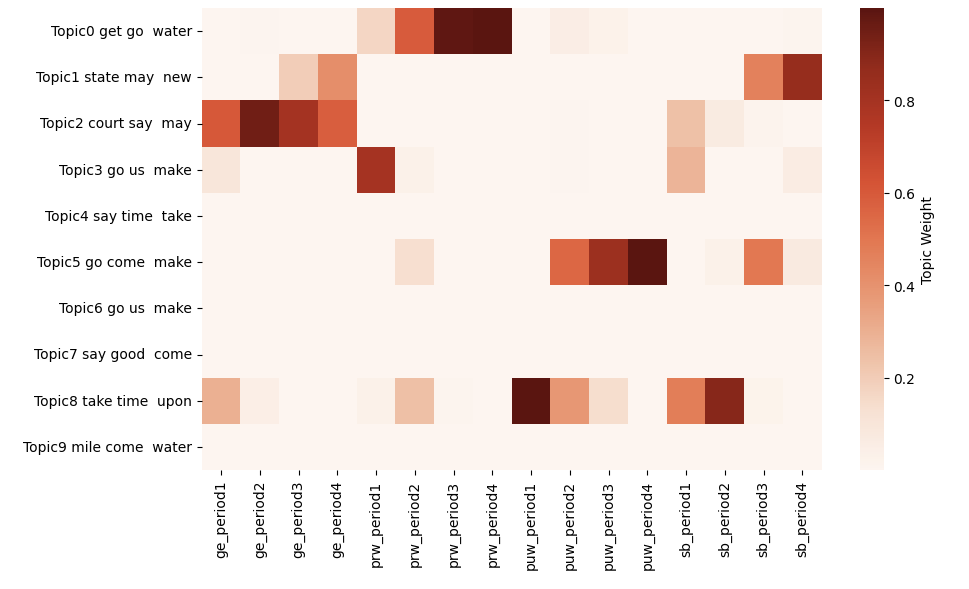 Topic0 get go  water
Topic1 state may  new
Topic2 court say  may
Topic3 go us  make
Topic4 say time  take
Topic5 go come  make
Topic6 go us  make
Topic7 say good  come
Topic8 take time  upon
Topic9 mile come  water
ge_period1
ge_period2
ge_period3
ge_period4
prw_period1
prw_period2
prw_period3
prw_period4
puw_period1
puw_period2
puw_period3
puw_period4
sb_period1
sb_period2
sb_period3
sb_period4
0.8
0.6
0.4
0.2
Topic Weight